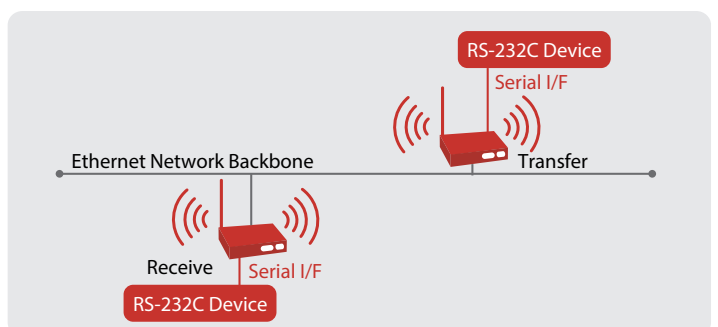 RS-232C Device
Serial I/F
Ethernet Network Backbone
Transfer
Receive
Serial I/F
RS-232C Device